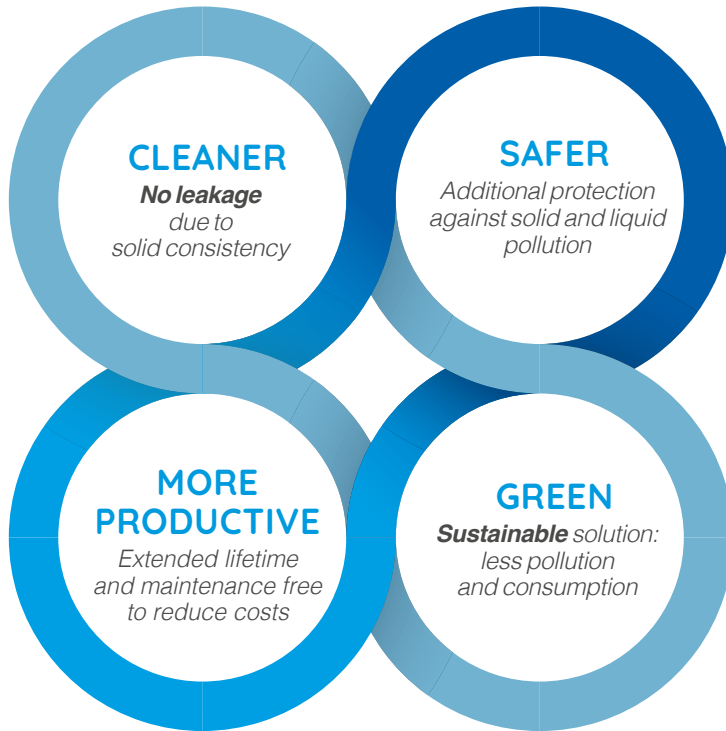 CLEANER
No leakage
due to
solid consistency
SAFER
Additional protection
against solid and liquid
pollution
MORE
PRODUCTIVE
Extended lifetime
and maintenance free
to reduce costs
GREEN
Sustainable solution:
less pollution
and consumption